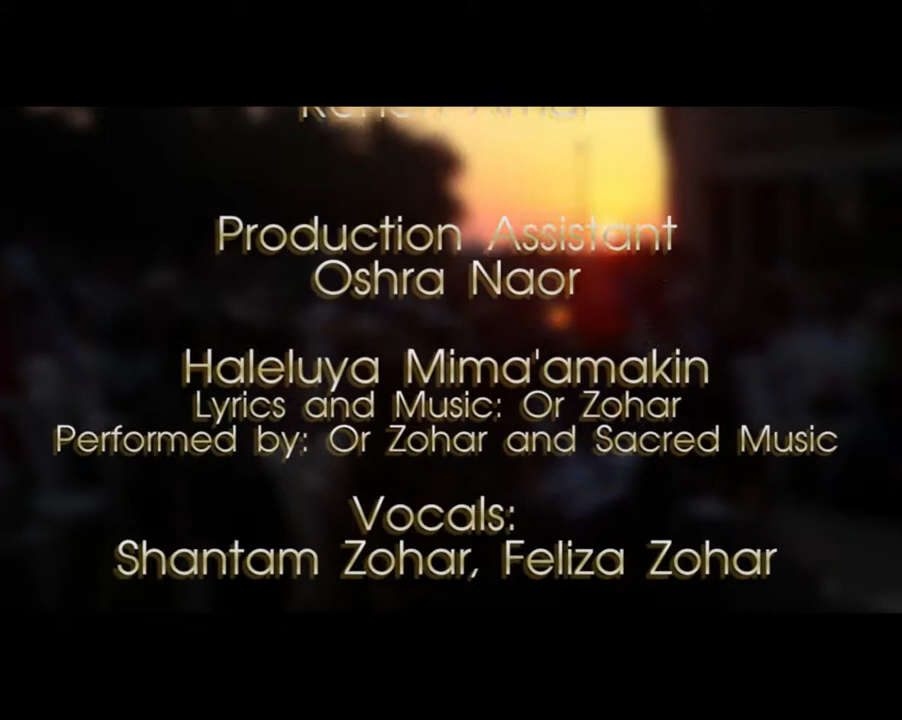 Production Assistant
Oshra Naor
Haleluya Mima'amakin
Lyrics and Music: Or Zohar
Performed by: Or Zohar and Sacred Music
Vocals:
Shantam Zohar, Feliza Zohar